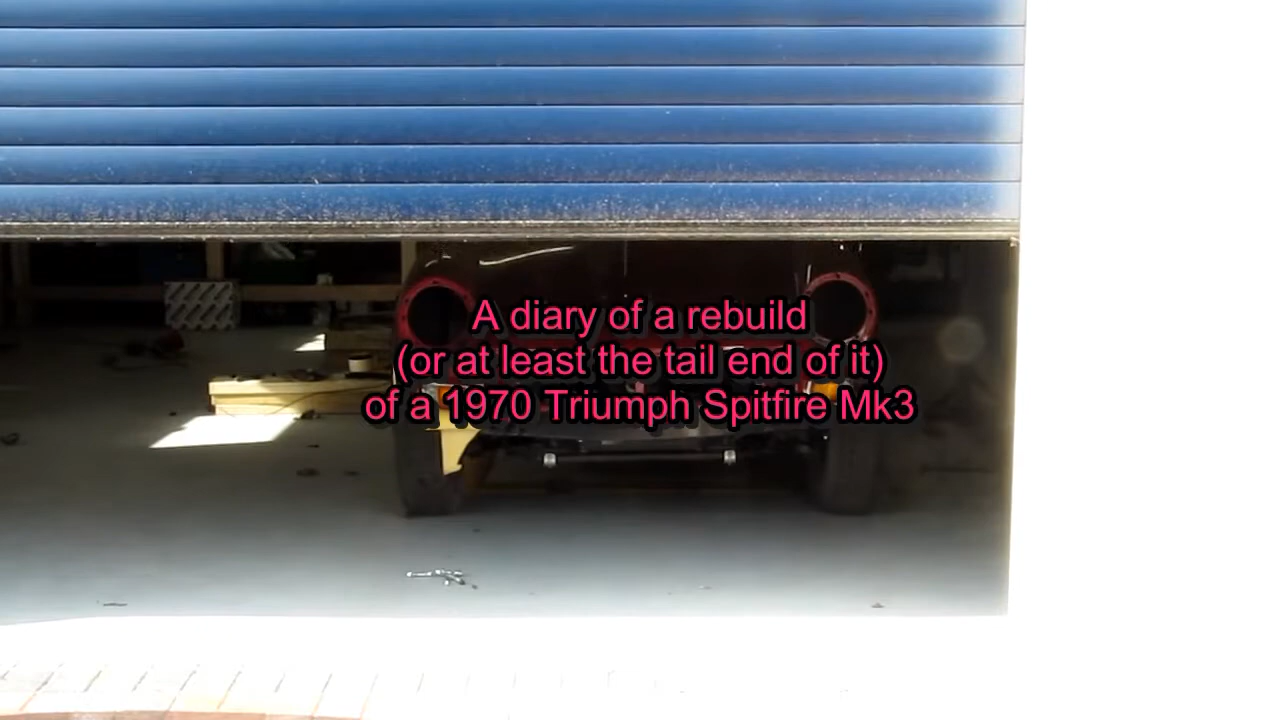 A diary of a rebuild
(or at least the tail end of it)
of a 1970 Triumph Spitfire Mk3